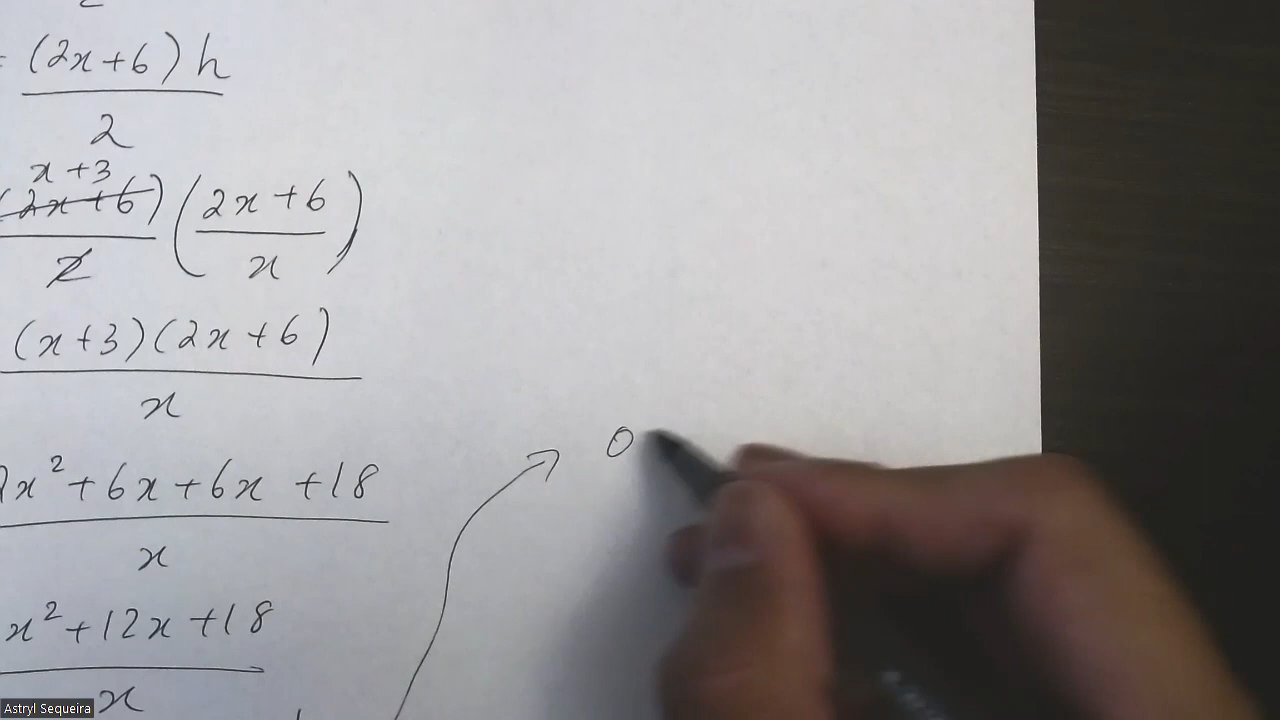 = (2x+6) h
2
x+3
(2x+6) (2x+6)
2 x
(x+3)(2x+6)
x
0
2x²+6x+6x +18
x
x²+12x+18
x
Astryl Sequeira